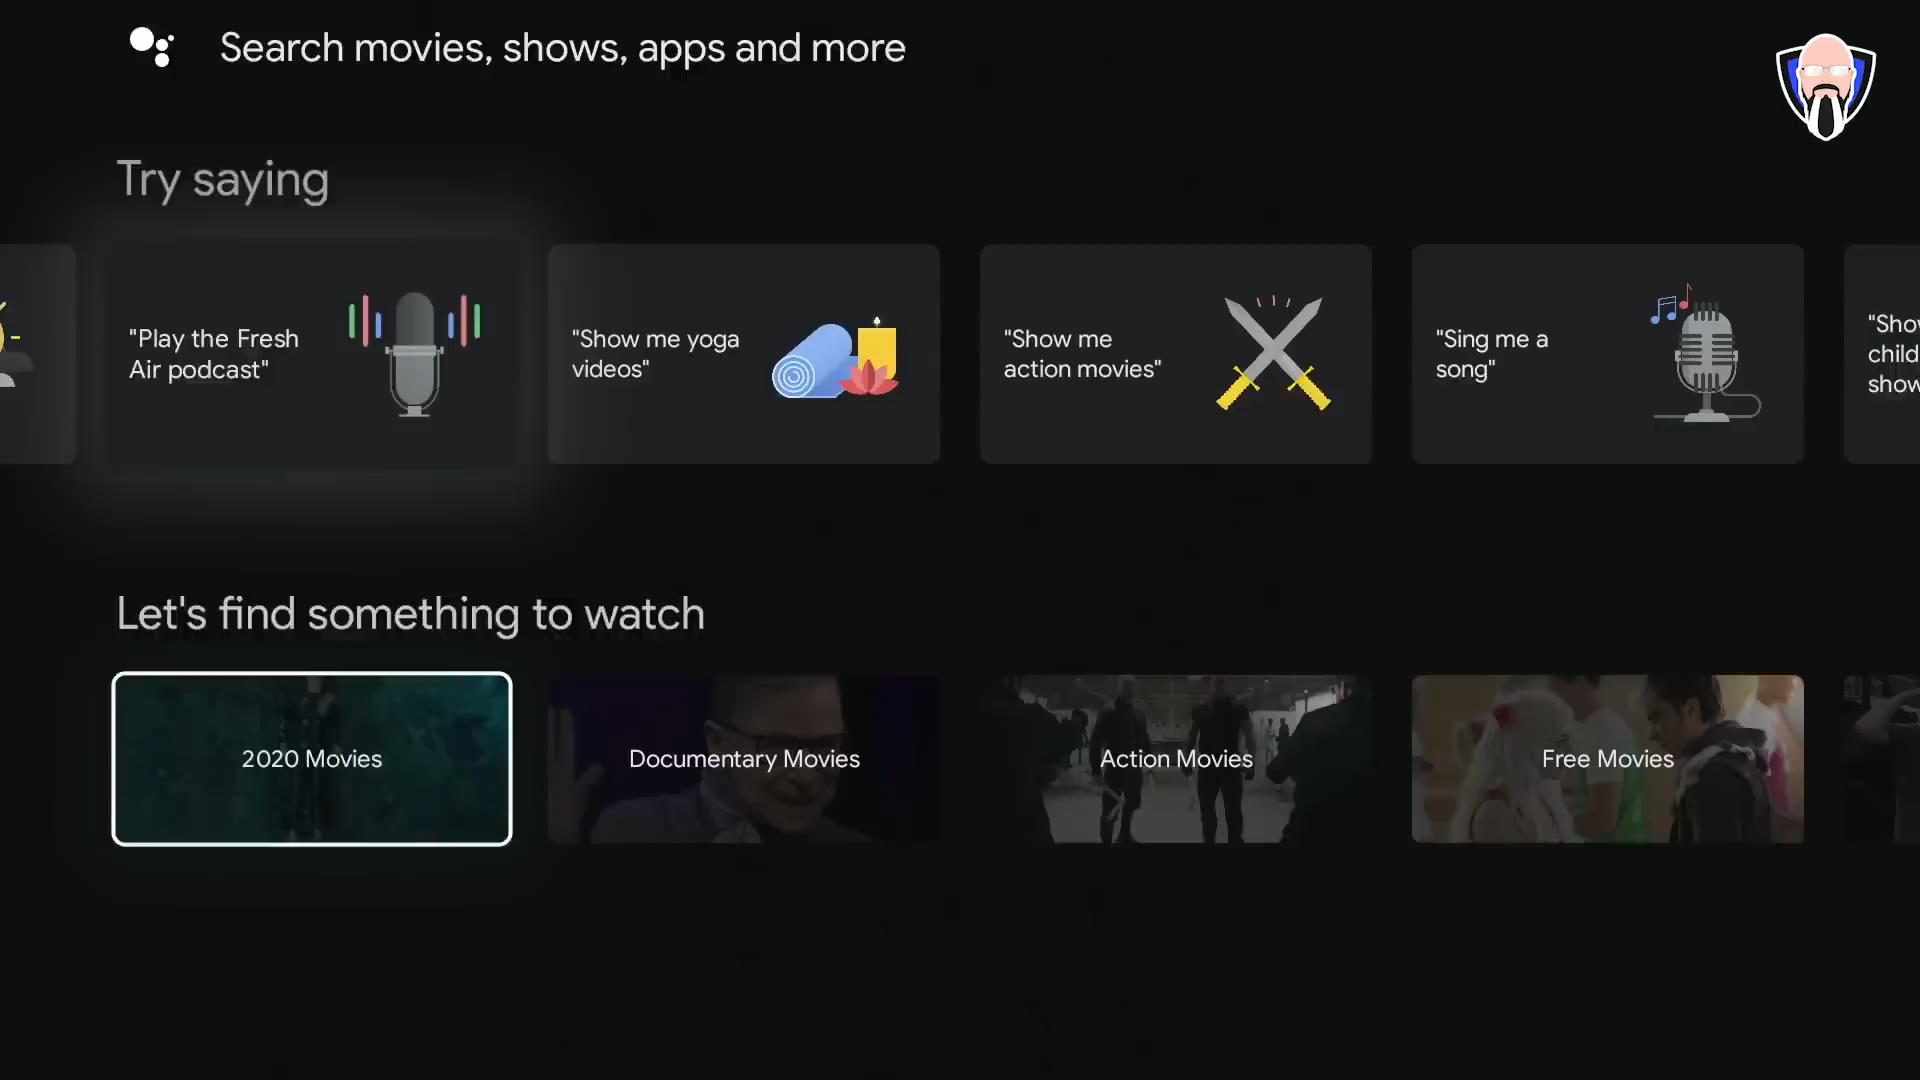 Search movies, shows, apps and more
Try saying
"Play the Fresh
Air podcast"
"Show me yoga
videos"
"Show me
action movies"
"Sing me a
song"
Let's find something to watch
2020 Movies
Documentary Movies
Action Movies
Free Movies